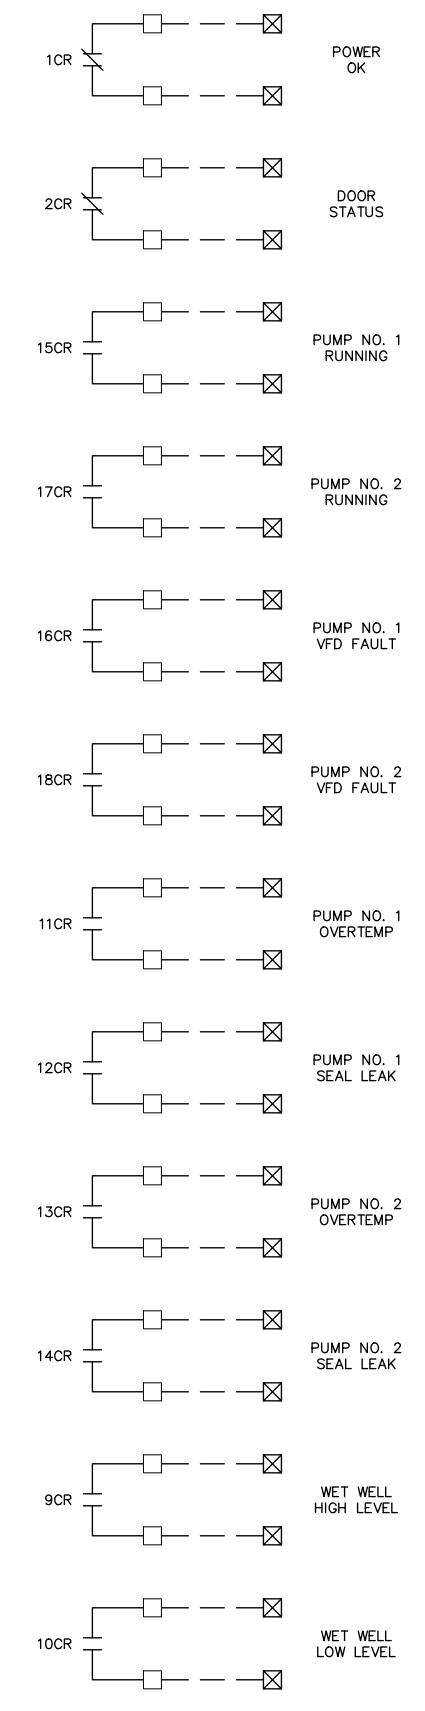 1CR
POWER
OK
2CR
DOOR
STATUS
15CR
PUMP NO. 1
RUNNING
17CR
PUMP NO. 2
RUNNING
16CR
PUMP NO. 1
VFD FAULT
18CR
PUMP NO. 2
VFD FAULT
11CR
PUMP NO. 1
OVERTEMP
12CR
PUMP NO. 1
SEAL LEAK
13CR
PUMP NO. 2
OVERTEMP
14CR
PUMP NO. 2
SEAL LEAK
9CR
WET WELL
HIGH LEVEL
10CR
WET WELL
LOW LEVEL